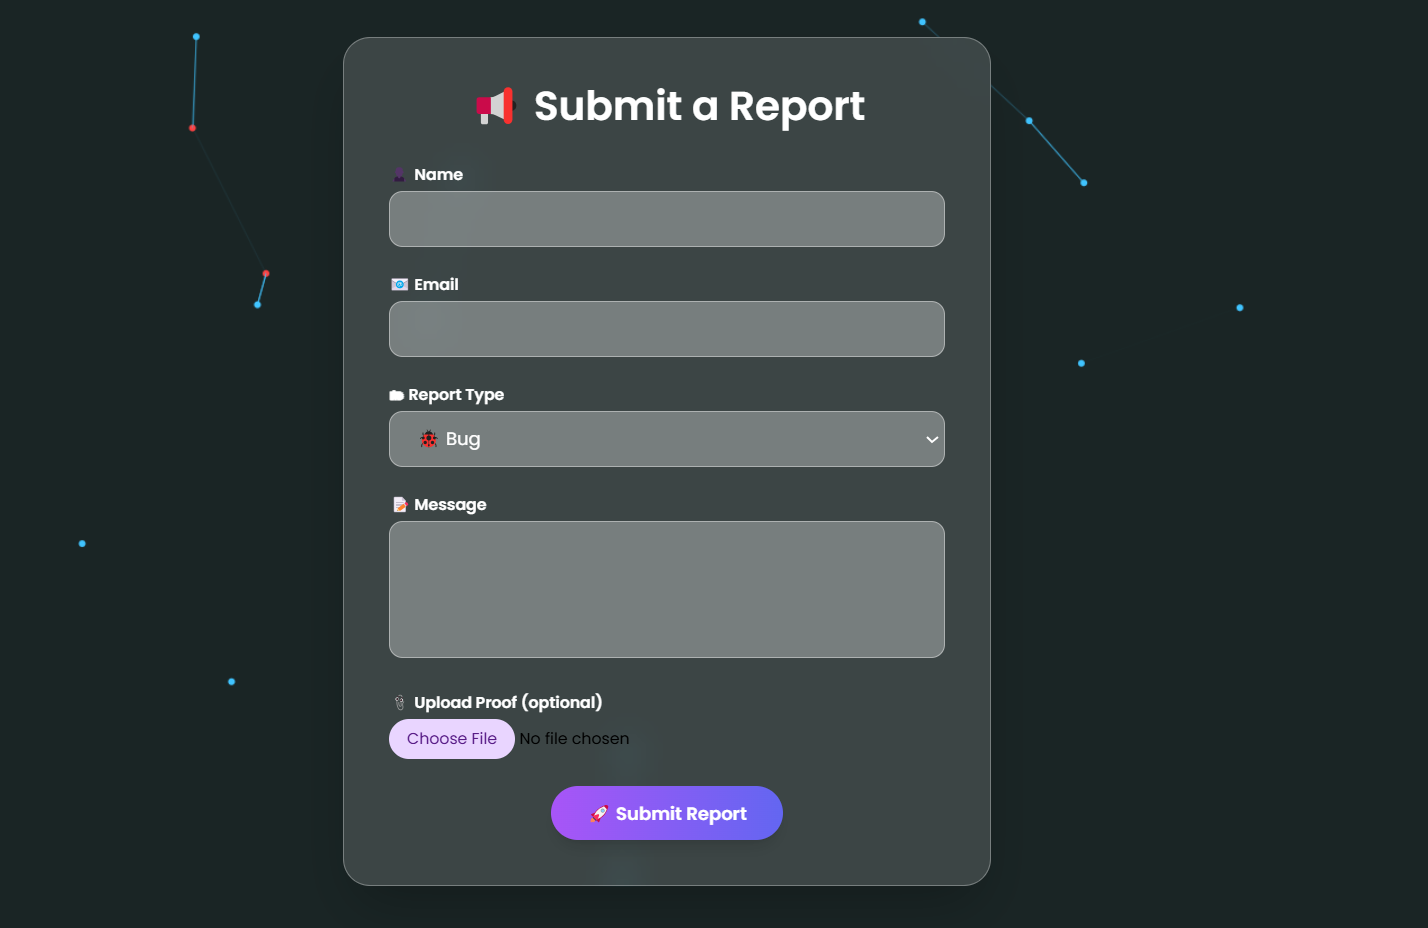 Submit a Report
Name
Email
Report Type
Bug
Message
Upload Proof (optional)
Choose File No file chosen
Submit Report